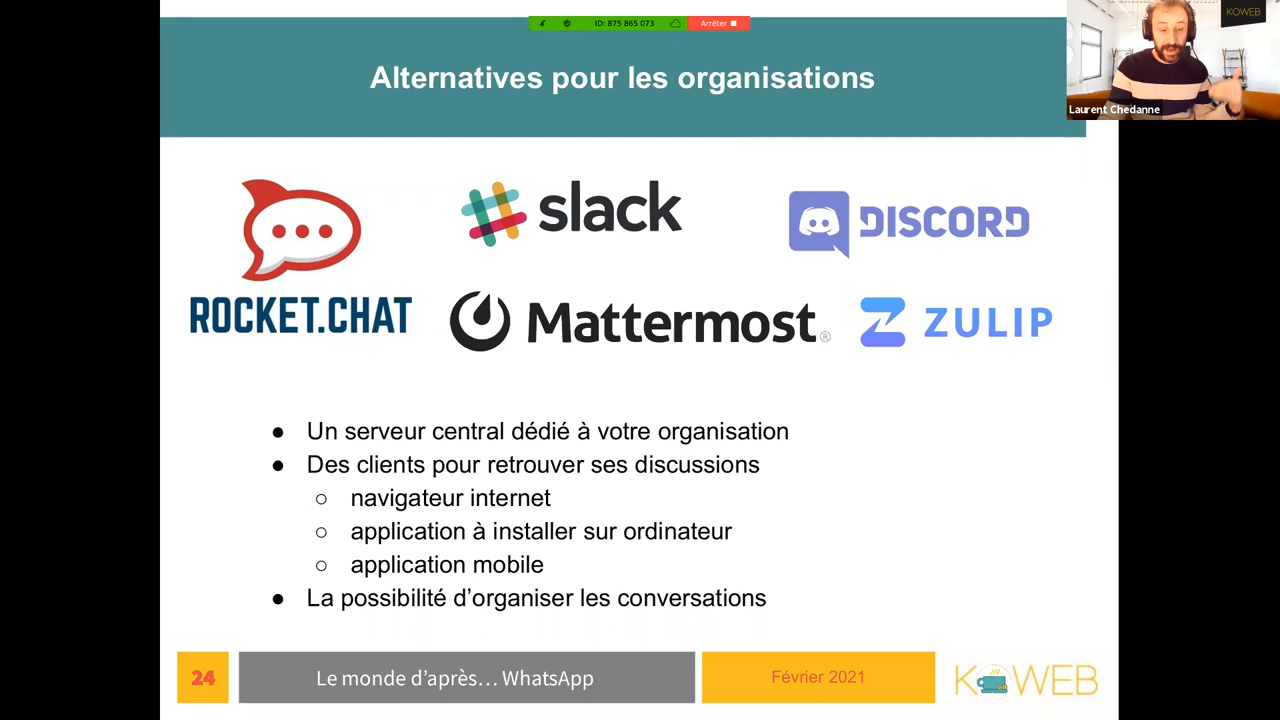 ID: 875 865 073
Arrêter
KOWEB
Laurent Chedanne
Alternatives pour les organisations
slack
DISCORD
ROCKET.CHAT
Mattermost®
ZULIP
● Un serveur central dédié à votre organisation
● Des clients pour retrouver ses discussions
○ navigateur internet
○ application à installer sur ordinateur
○ application mobile
● La possibilité d’organiser les conversations
24
Le monde d’après… WhatsApp
Février 2021
KOWEB